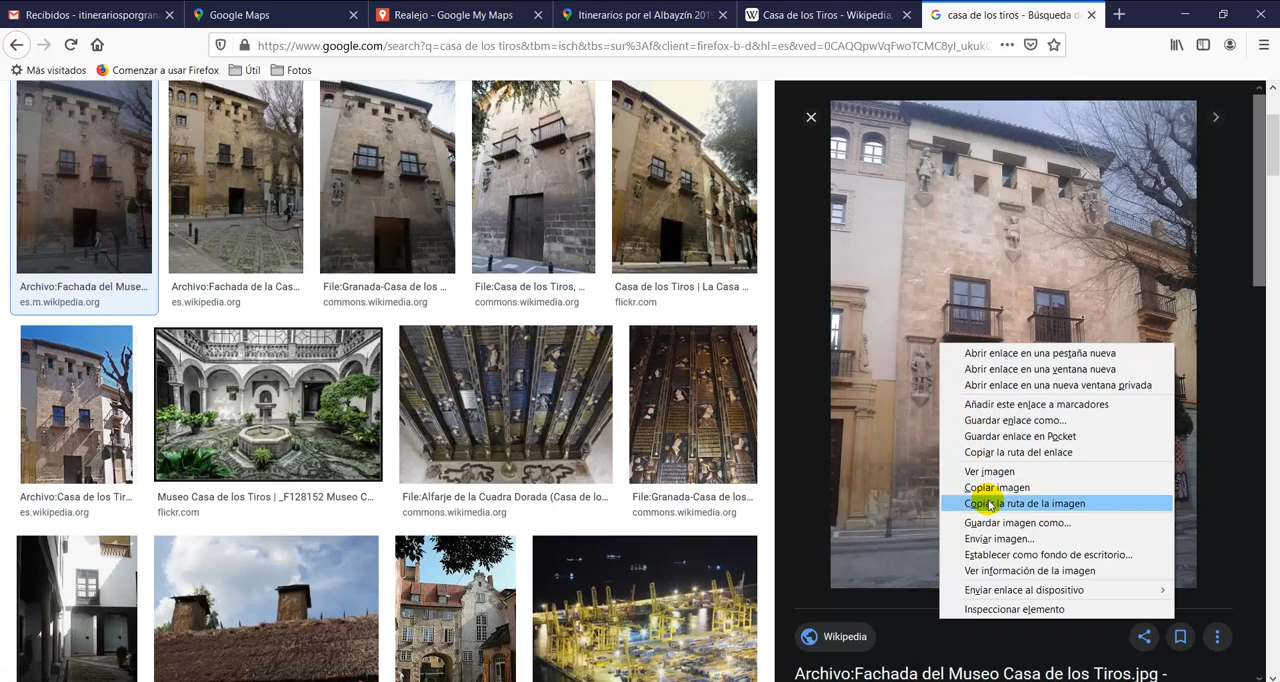 Recibidos - itinerariosporgran
Google Maps
Realejo - Google My Maps
Itinerarios por el Albayzín 201
Casa de los Tiros - Wikipedia,
casa de los tiros - Búsqueda d
https://www.google.com/search?q=casa de los tiros&tbm=isch&tbs=sur%3Af&client=firefox-b-d&hl=es&ved=0CAQQpwVqFwoTCMC8yI_ukukC
Más visitados
Comenzar a usar Firefox
Útil
Fotos
Archivo:Fachada del Muse...
es.m.wikipedia.org
Archivo:Fachada de la Cas...
es.wikipedia.org
File:Granada-Casa de los ...
commons.wikimedia.org
File:Casa de los Tiros, ...
commons.wikimedia.org
Casa de los Tiros | La Casa ...
flickr.com
Archivo:Casa de los Tir...
es.wikipedia.org
Museo Casa de los Tiros | _F128152 Museo C...
flickr.com
File:Alfarje de la Cuadra Dorada (Casa de lo...
commons.wikimedia.org
File:Granada-Casa de los...
commons.wikimedia.org
Abrir enlace en una pestaña nueva
Abrir enlace en una ventana nueva
Abrir enlace en una nueva ventana privada
Añadir este enlace a marcadores
Guardar enlace como...
Guardar enlace en Pocket
Copiar la ruta del enlace
Ver imagen
Copiar imagen
Copiar la ruta de la imagen
Guardar imagen como...
Enviar imagen...
Establecer como fondo de escritorio...
Ver información de la imagen
Enviar enlace al dispositivo
Inspeccionar elemento
Wikipedia
Archivo:Fachada del Museo Casa de los Tiros.jpg -